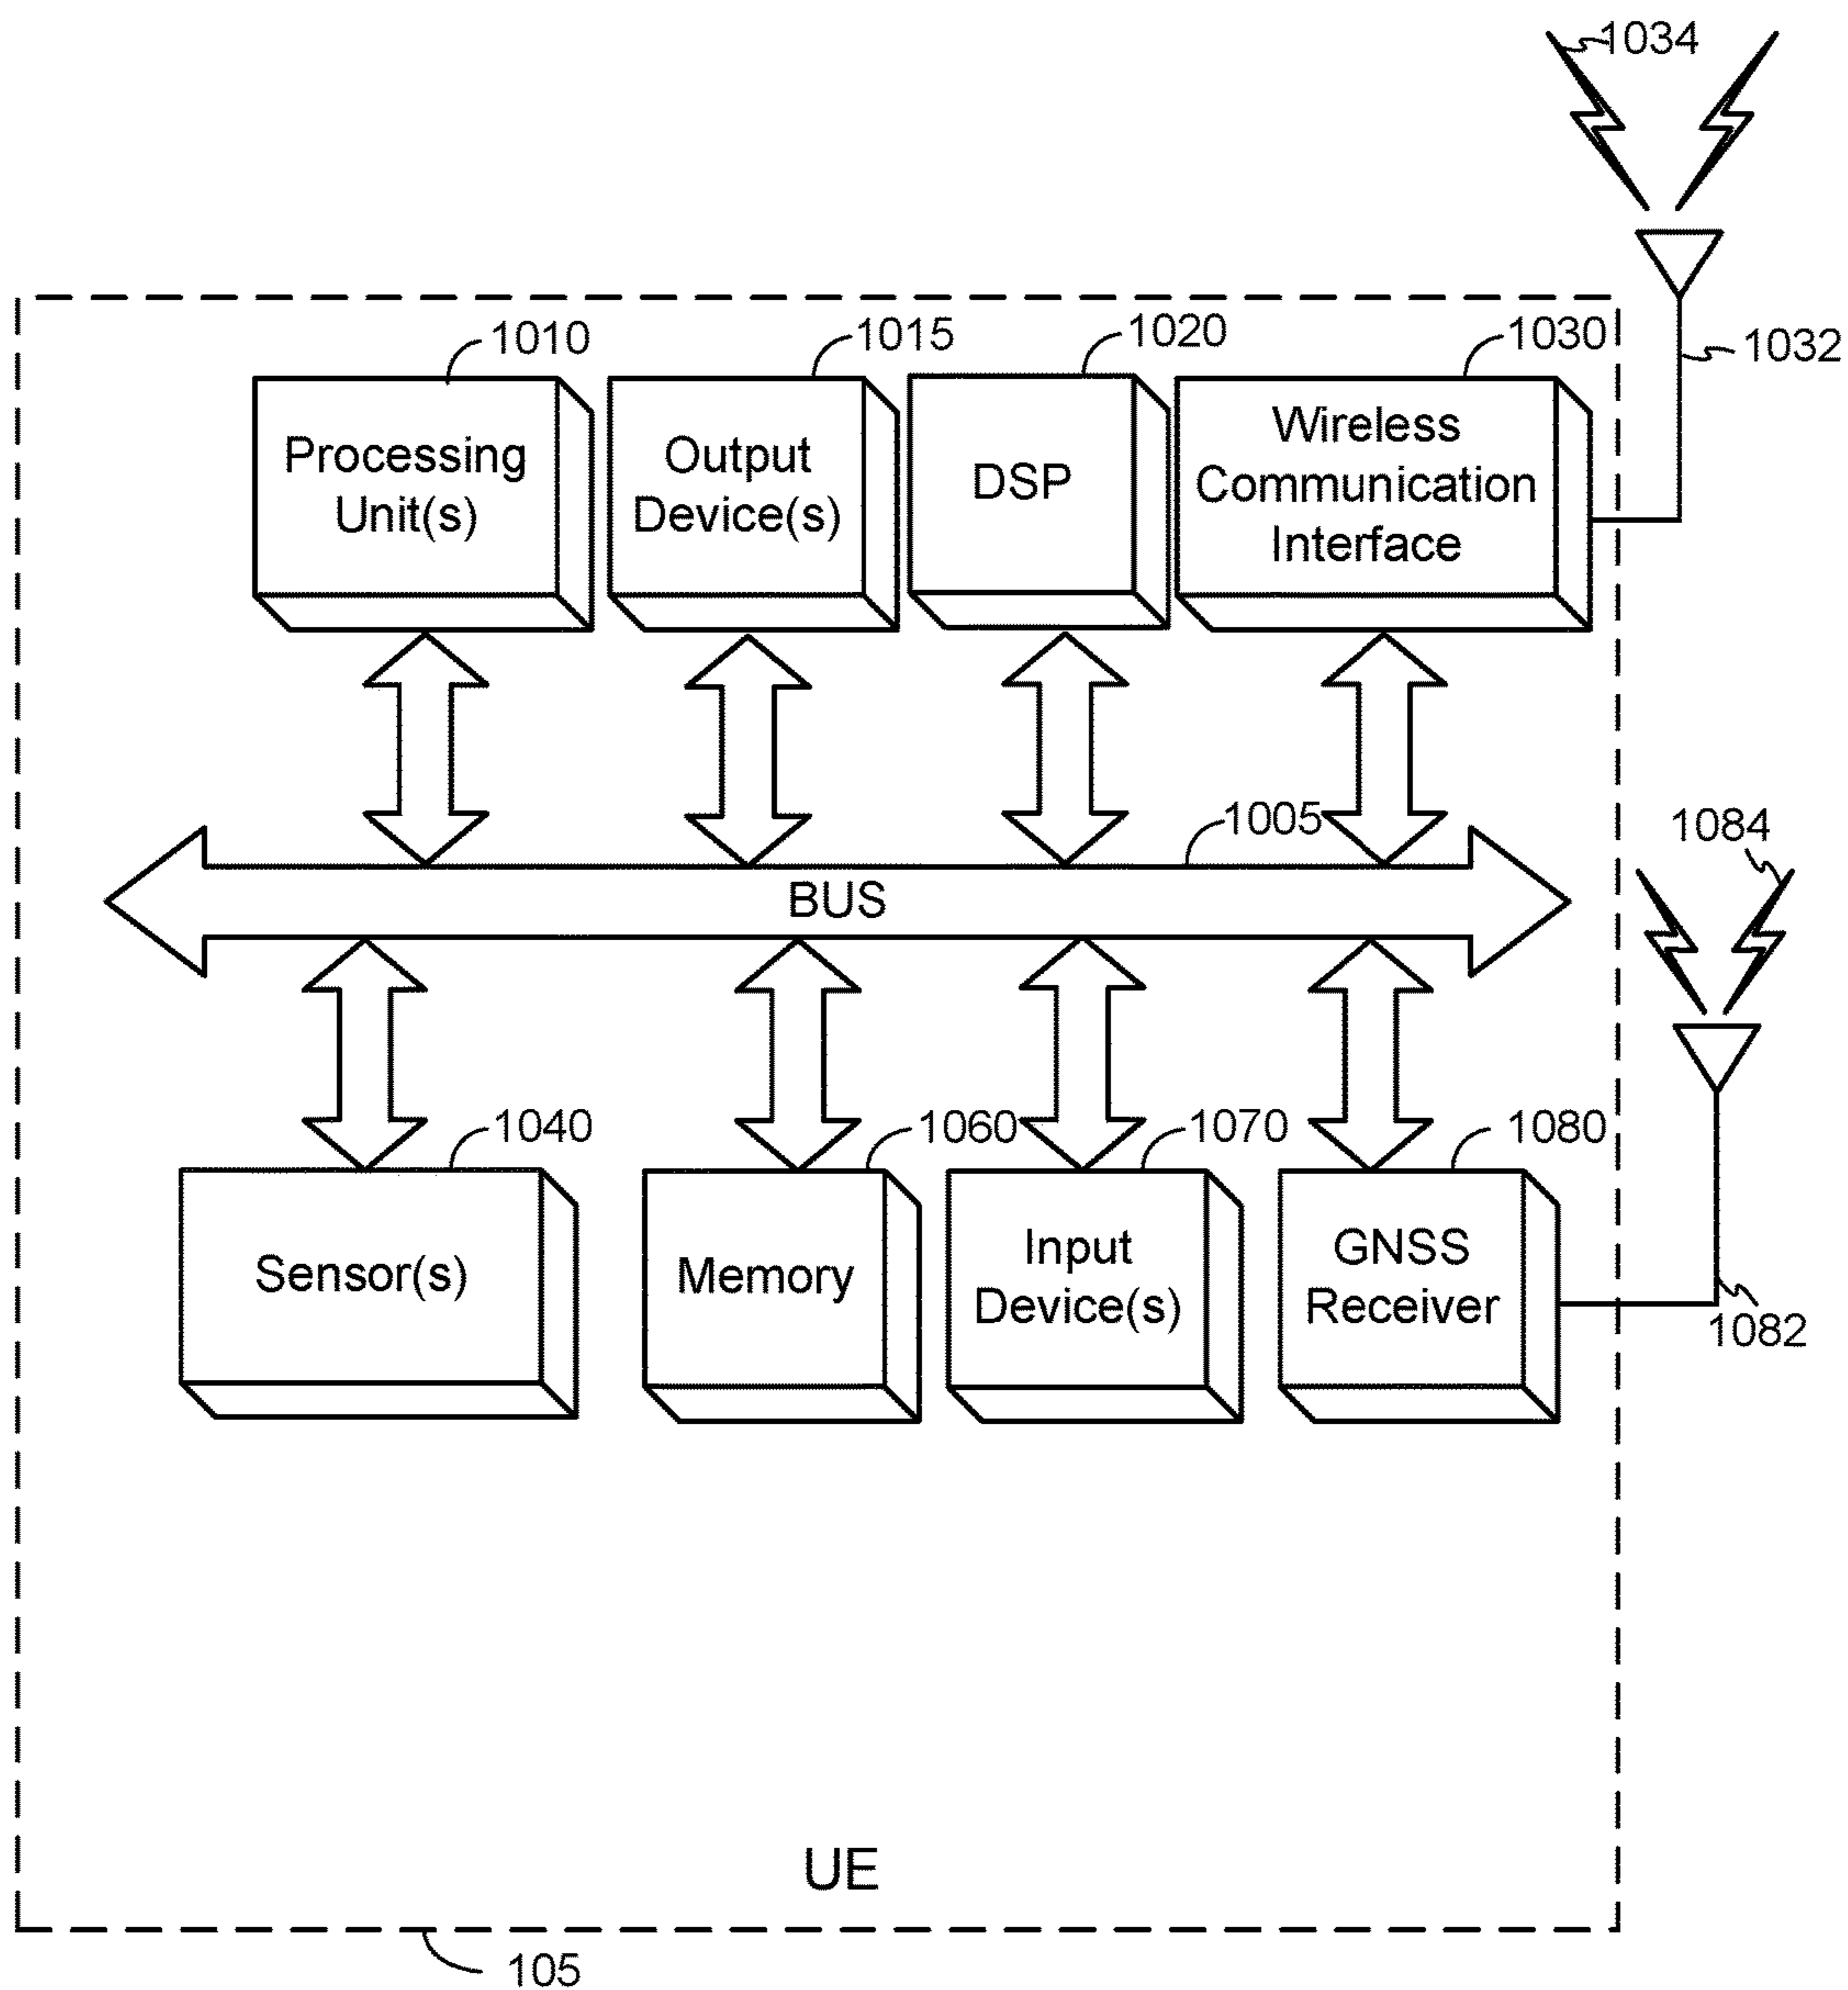 1034
1032
1010
1015
1020
1030
Processing
Unit(s)
Output
Device(s)
DSP
Wireless
Communication
Interface
1005
BUS
1084
1082
1040
1060
1070
1080
Sensor(s)
Memory
Input
Device(s)
GNSS
Receiver
UE
105